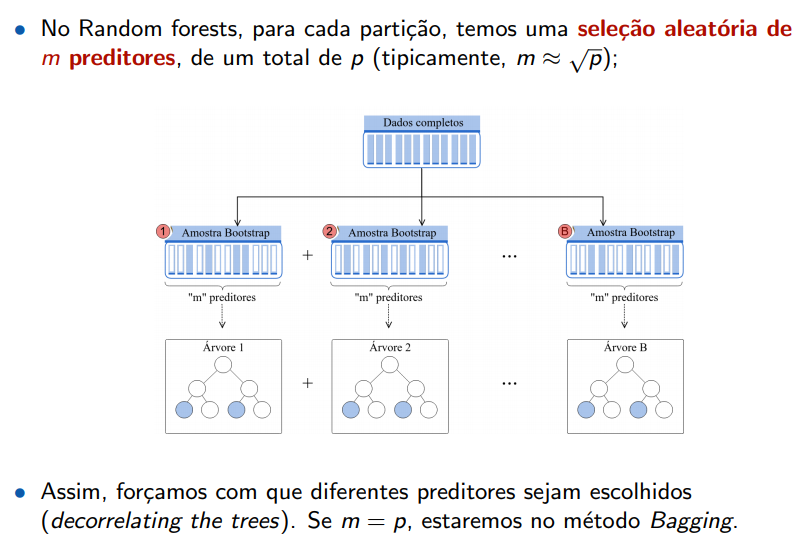 No Random forests, para cada partição, temos uma seleção aleatória de
m preditores, de um total de p (tipicamente, m ≈ √p);
Dados completos
1 Amostra Bootstrap
+
2 Amostra Bootstrap
...
B Amostra Bootstrap
"m" preditores
"m" preditores
"m" preditores
Árvore 1
+
Árvore 2
...
Árvore B
Assim, forçamos com que diferentes preditores sejam escolhidos
(decorrelating the trees). Se m = p, estaremos no método Bagging.